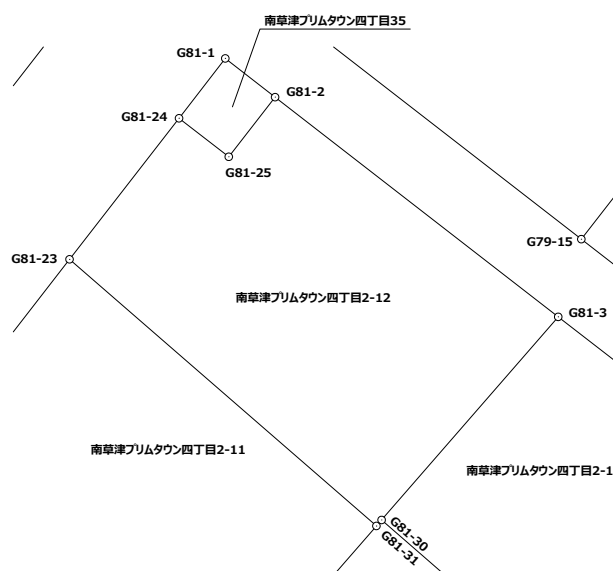 南草津プリムタウン四丁目35
G81-1
G81-2
G81-24
G81-25
G79-15
G81-23
南草津プリムタウン四丁目2-12
G81-3
南草津プリムタウン四丁目2-11
南草津プリムタウン四丁目2-1
G81-30
G81-31